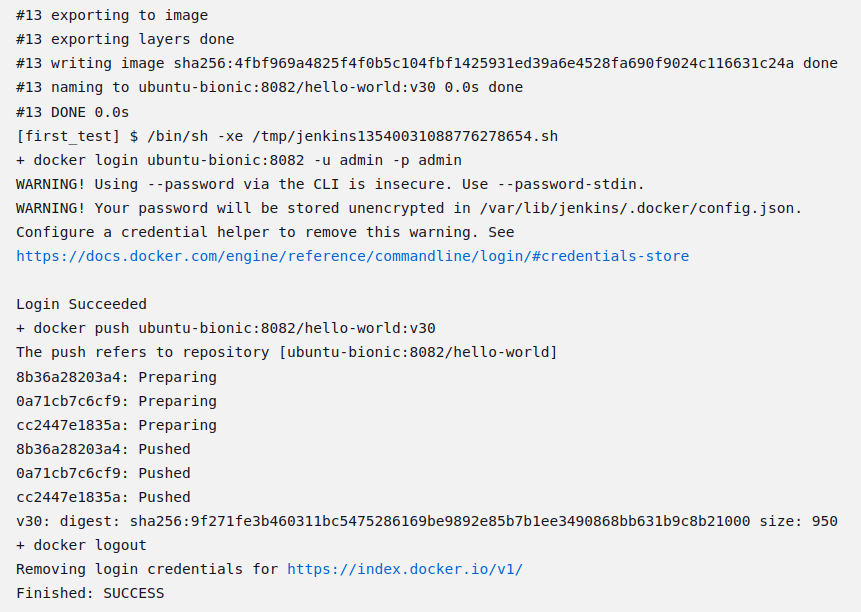 #13 exporting to image
#13 exporting layers done
#13 writing image sha256:4fbf969a4825f4f0b5c104fbf1425931ed39a6e4528fa690f9024c116631c24a done
#13 naming to ubuntu-bionic:8082/hello-world:v30 0.0s done
#13 DONE 0.0s
[first_test] $ /bin/sh -xe /tmp/jenkins13540031088776278654.sh
+ docker login ubuntu-bionic:8082 -u admin -p admin
WARNING! Using --password via the CLI is insecure. Use --password-stdin.
WARNING! Your password will be stored unencrypted in /var/lib/jenkins/.docker/config.json.
Configure a credential helper to remove this warning. See
https://docs.docker.com/engine/reference/commandline/login/#credentials-store
Login Succeeded
+ docker push ubuntu-bionic:8082/hello-world:v30
The push refers to repository [ubuntu-bionic:8082/hello-world]
8b36a28203a4: Preparing
0a71cb7c6cf9: Preparing
cc2447e1835a: Preparing
8b36a28203a4: Pushed
0a71cb7c6cf9: Pushed
cc2447e1835a: Pushed
v30: digest: sha256:9f271fe3b460311bc5475286169be9892e85b7b1ee3490868bb631b9c8b21000 size: 950
+ docker logout
Removing login credentials for https://index.docker.io/v1/
Finished: SUCCESS